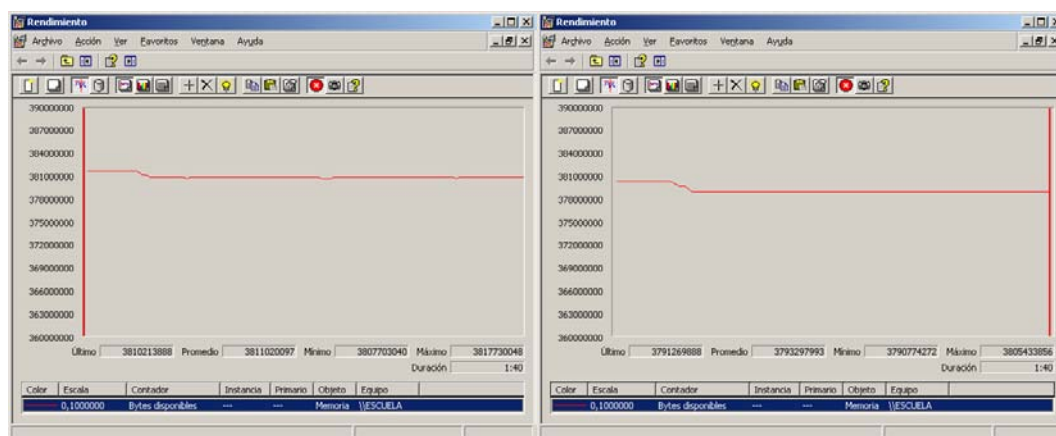 Rendimiento
Archivo Acción Ver Favoritos Ventana Ayuda
390000000
387000000
384000000
381000000
378000000
375000000
372000000
369000000
366000000
363000000
360000000
Último 3810213888 Promedio 3811020097 Mínimo 3807703040 Máximo 3817730048
Duración 1:40
Color Escala Contador Instancia Primario Objeto Equipo
0,1000000 Bytes disponibles --- --- Memoria \\ESCUELA
Rendimiento
Archivo Acción Ver Favoritos Ventana Ayuda
390000000
387000000
384000000
381000000
378000000
375000000
372000000
369000000
366000000
363000000
360000000
Último 3791269888 Promedio 3793297993 Mínimo 3790774272 Máximo 3805433856
Duración 1:40
Color Escala Contador Instancia Primario Objeto Equipo
0,1000000 Bytes disponibles --- --- Memoria \\ESCUELA